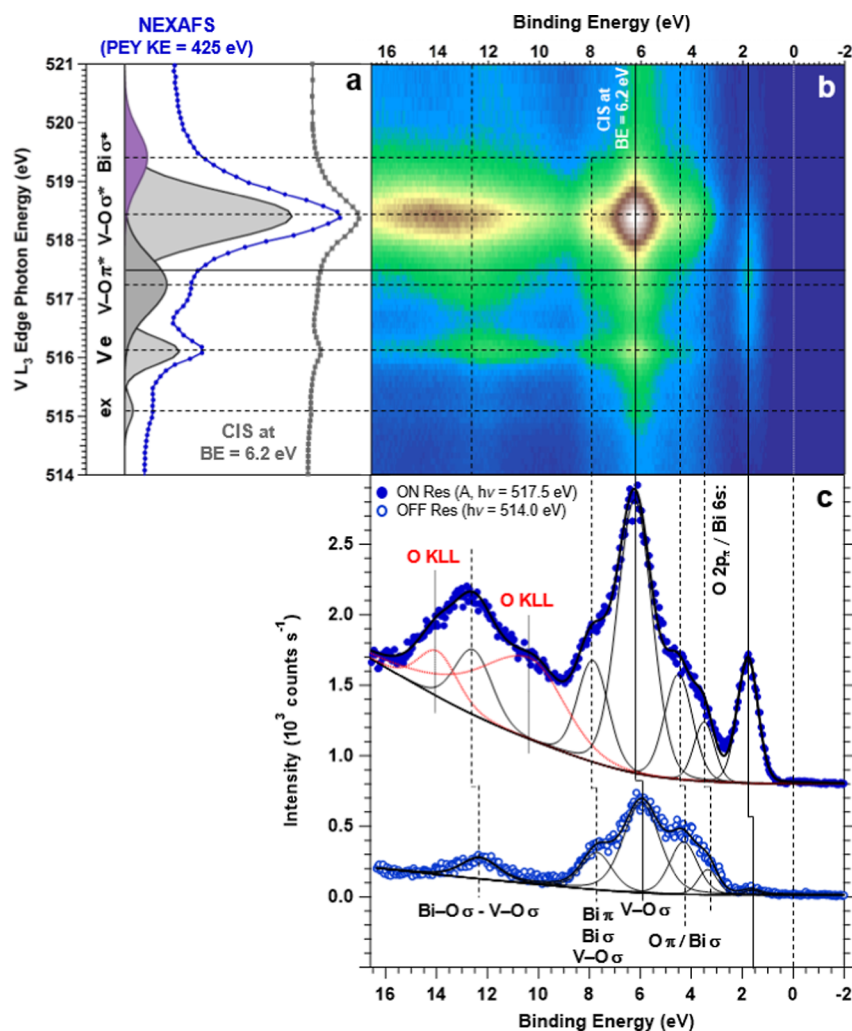 NEXAFS
(PEY KE = 425 eV)
Binding Energy (eV)
16 14 12 10 8 6 4 2 0 -2
521
520
519
518
517
516
515
514
V L3 Edge Photon Energy (eV)
ex V e V–O π* V–O σ* Bi σ*
a
CIS at
BE = 6.2 eV
CIS at
BE = 6.2 eV
b
ON Res (A, hν = 517.5 eV)
OFF Res (hν = 514.0 eV)
c
O 2pπ / Bi 6s:
O KLL
O KLL
2.5
2.0
1.5
1.0
0.5
0.0
Intensity (10³ counts s⁻¹)
Bi–O σ - V–O σ
Bi π
Bi σ
V–O σ
V–O σ
O π / Bi σ
16 14 12 10 8 6 4 2 0 -2
Binding Energy (eV)